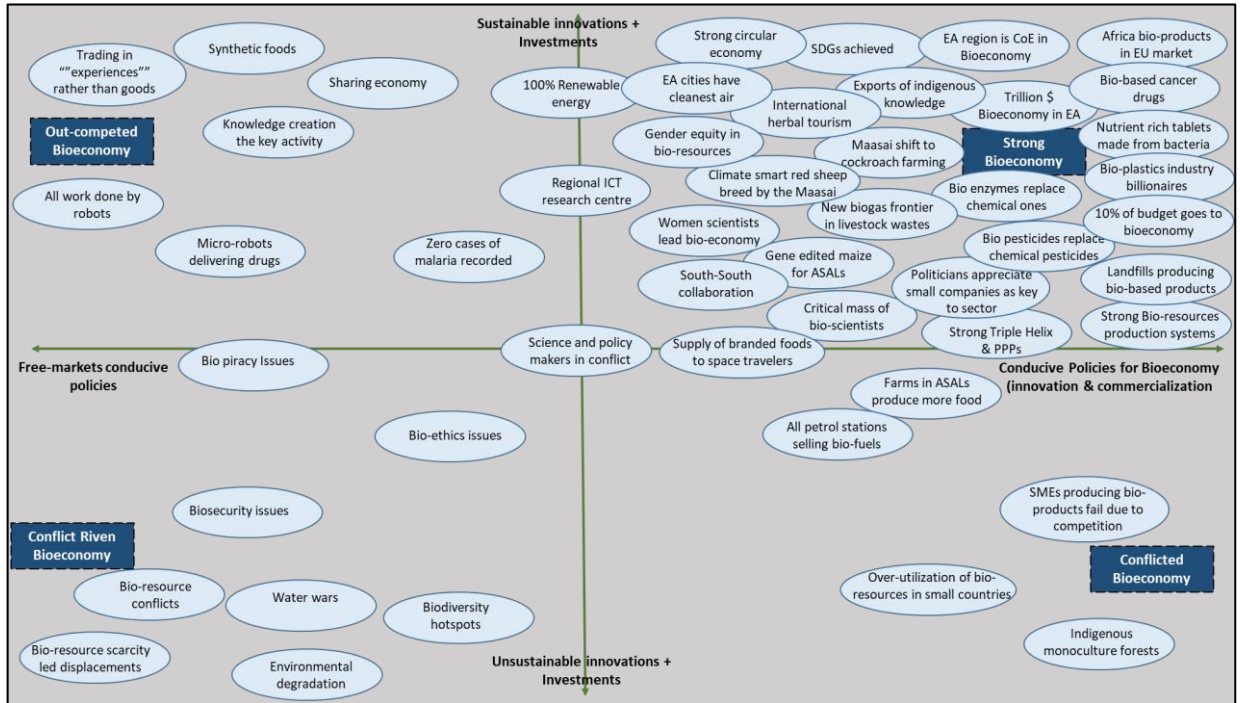 Sustainable innovations +
Investments
Trading in
""experiences""
rather than goods
Synthetic foods
Sharing economy
Out-competed
Bioeconomy
Knowledge creation
the key activity
All work done by
robots
Micro-robots
delivering drugs
Zero cases of
malaria recorded
100% Renewable
energy
Regional ICT
research centre
Strong circular
economy
SDGs achieved
EA region is CoE in
Bioeconomy
Africa bio-products
in EU market
EA cities have
cleanest air
Exports of indigenous
knowledge
Bio-based cancer
drugs
International
herbal tourism
Trillion $
Bioeconomy in EA
Gender equity in
bio-resources
Maasai shift to
cockroach farming
Strong
Bioeconomy
Nutrient rich tablets
made from bacteria
Climate smart red sheep
breed by the Maasai
Bio enzymes replace
chemical ones
Bio-plastics industry
billionaires
New biogas frontier
in livestock wastes
10% of budget goes to
bioeconomy
Women scientists
lead bio-economy
Bio pesticides replace
chemical pesticides
Gene edited maize
for ASALs
South-South
collaboration
Politicians appreciate
small companies as key
to sector
Landfills producing
bio-based products
Critical mass of
bio-scientists
Strong Triple Helix
& PPPs
Strong Bio-resources
production systems
Science and policy
makers in conflict
Supply of branded foods
to space travelers
Free-markets conducive
policies
Bio piracy Issues
Conducive Policies for Bioeconomy
(innovation & commercialization
Farms in ASALs
produce more food
All petrol stations
selling bio-fuels
Bio-ethics issues
Biosecurity issues
SMEs producing bio-
products fail due to
competition
Conflict Riven
Bioeconomy
Conflicted
Bioeconomy
Bio-resource
conflicts
Water wars
Biodiversity
hotspots
Over-utilization of bio-
resources in small countries
Bio-resource scarcity
led displacements
Environmental
degradation
Indigenous
monoculture forests
Unsustainable innovations +
Investments